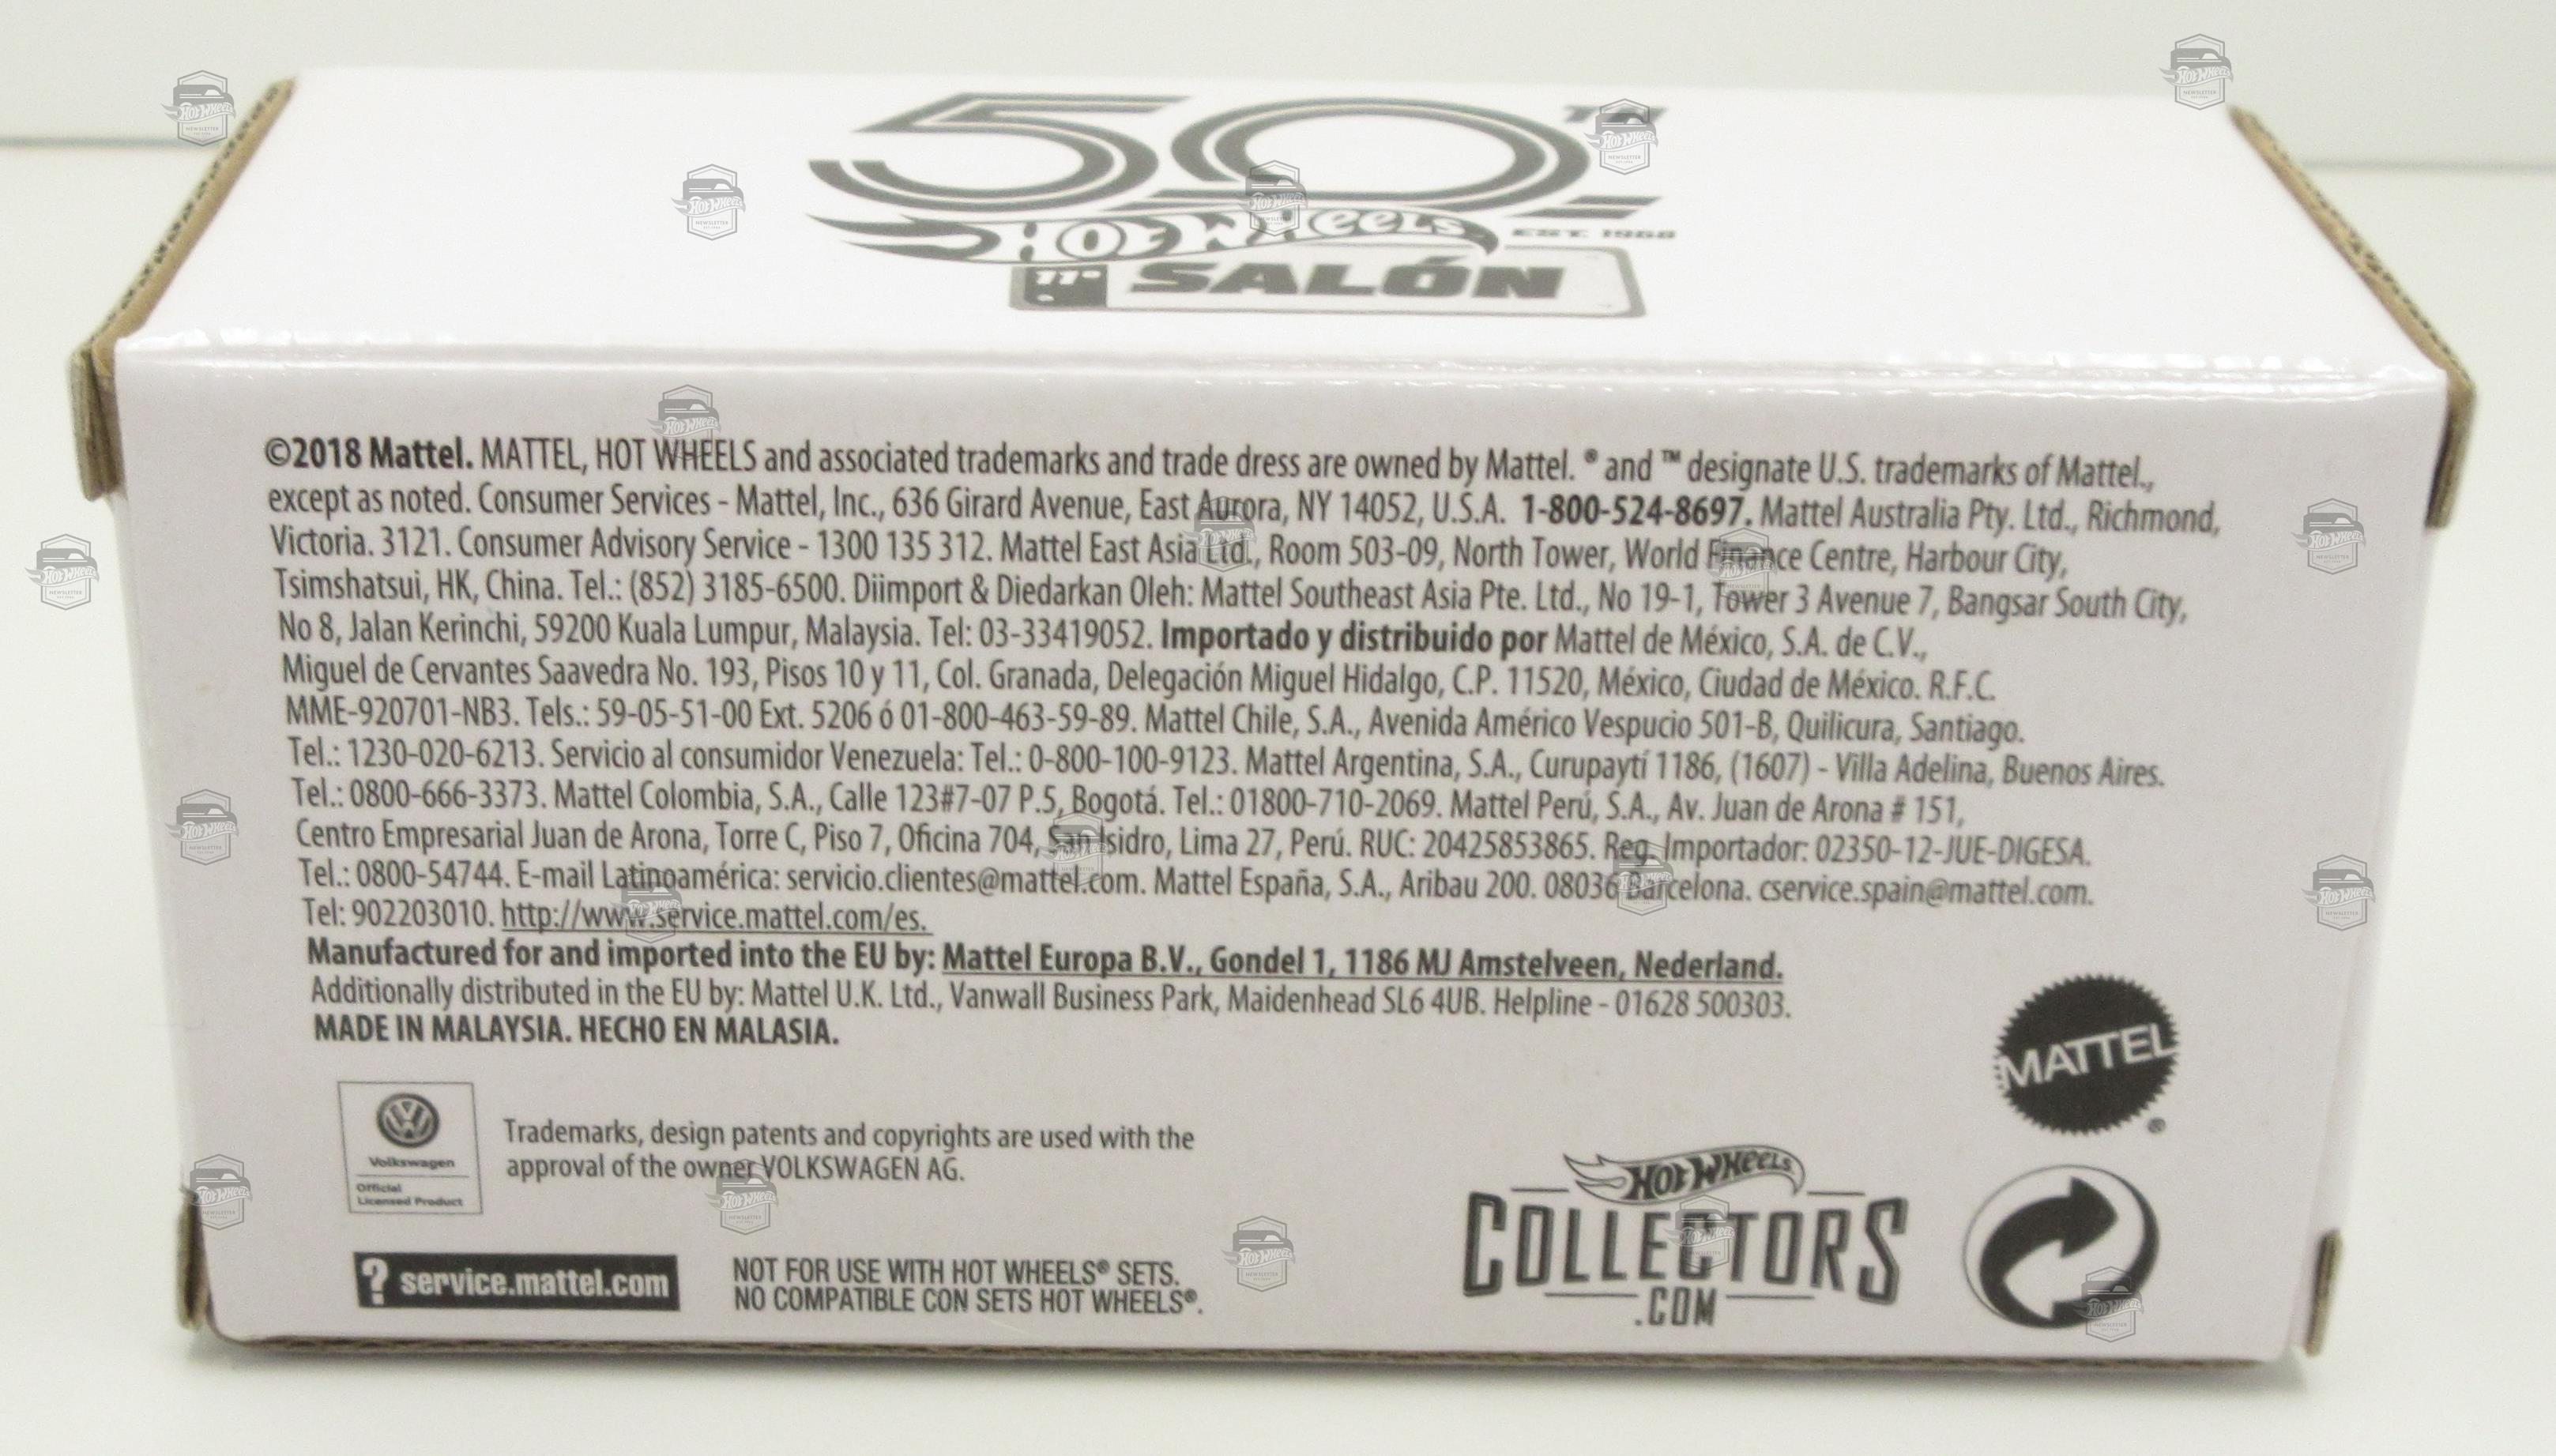 50TH
HOT WHEELS EST. 1968
11° SALÓN
©2018 Mattel. MATTEL, HOT WHEELS and associated trademarks and trade dress are owned by Mattel. ® and ™ designate U.S. trademarks of Mattel.,
except as noted. Consumer Services - Mattel, Inc., 636 Girard Avenue, East Aurora, NY 14052, U.S.A. 1-800-524-8697. Mattel Australia Pty. Ltd., Richmond,
Victoria. 3121. Consumer Advisory Service - 1300 135 312. Mattel East Asia Ltd., Room 503-09, North Tower, World Finance Centre, Harbour City,
Tsimshatsui, HK, China. Tel.: (852) 3185-6500. Diimport & Diedarkan Oleh: Mattel Southeast Asia Pte. Ltd., No 19-1, Tower 3 Avenue 7, Bangsar South City,
No 8, Jalan Kerinchi, 59200 Kuala Lumpur, Malaysia. Tel: 03-33419052. Importado y distribuido por Mattel de México, S.A. de C.V.,
Miguel de Cervantes Saavedra No. 193, Pisos 10 y 11, Col. Granada, Delegación Miguel Hidalgo, C.P. 11520, México, Ciudad de México. R.F.C.
MME-920701-NB3. Tels.: 59-05-51-00 Ext. 5206 ó 01-800-463-59-89. Mattel Chile, S.A., Avenida Américo Vespucio 501-B, Quilicura, Santiago.
Tel.: 1230-020-6213. Servicio al consumidor Venezuela: Tel.: 0-800-100-9123. Mattel Argentina, S.A., Curupaytí 1186, (1607) - Villa Adelina, Buenos Aires.
Tel.: 0800-666-3373. Mattel Colombia, S.A., Calle 123#7-07 P.5, Bogotá. Tel.: 01800-710-2069. Mattel Perú, S.A., Av. Juan de Arona # 151,
Centro Empresarial Juan de Arona, Torre C, Piso 7, Oficina 704, San Isidro, Lima 27, Perú. RUC: 20425853865. Reg. Importador: 02350-12-JUE-DIGESA.
Tel.: 0800-54744. E-mail Latinoamérica: servicio.clientes@mattel.com. Mattel España, S.A., Aribau 200. 08036 Barcelona. cservice.spain@mattel.com.
Tel: 902203010. http://www.service.mattel.com/es.
Manufactured for and imported into the EU by: Mattel Europa B.V., Gondel 1, 1186 MJ Amstelveen, Nederland.
Additionally distributed in the EU by: Mattel U.K. Ltd., Vanwall Business Park, Maidenhead SL6 4UB. Helpline - 01628 500303.
MADE IN MALAYSIA. HECHO EN MALASIA.
MATTEL ®
Volkswagen
Official
Licensed Product
Trademarks, design patents and copyrights are used with the
approval of the owner VOLKSWAGEN AG.
? service.mattel.com
NOT FOR USE WITH HOT WHEELS® SETS.
NO COMPATIBLE CON SETS HOT WHEELS®.
HOT WHEELS
COLLECTORS
.COM
HOT WHEELS
NEWSLETTER